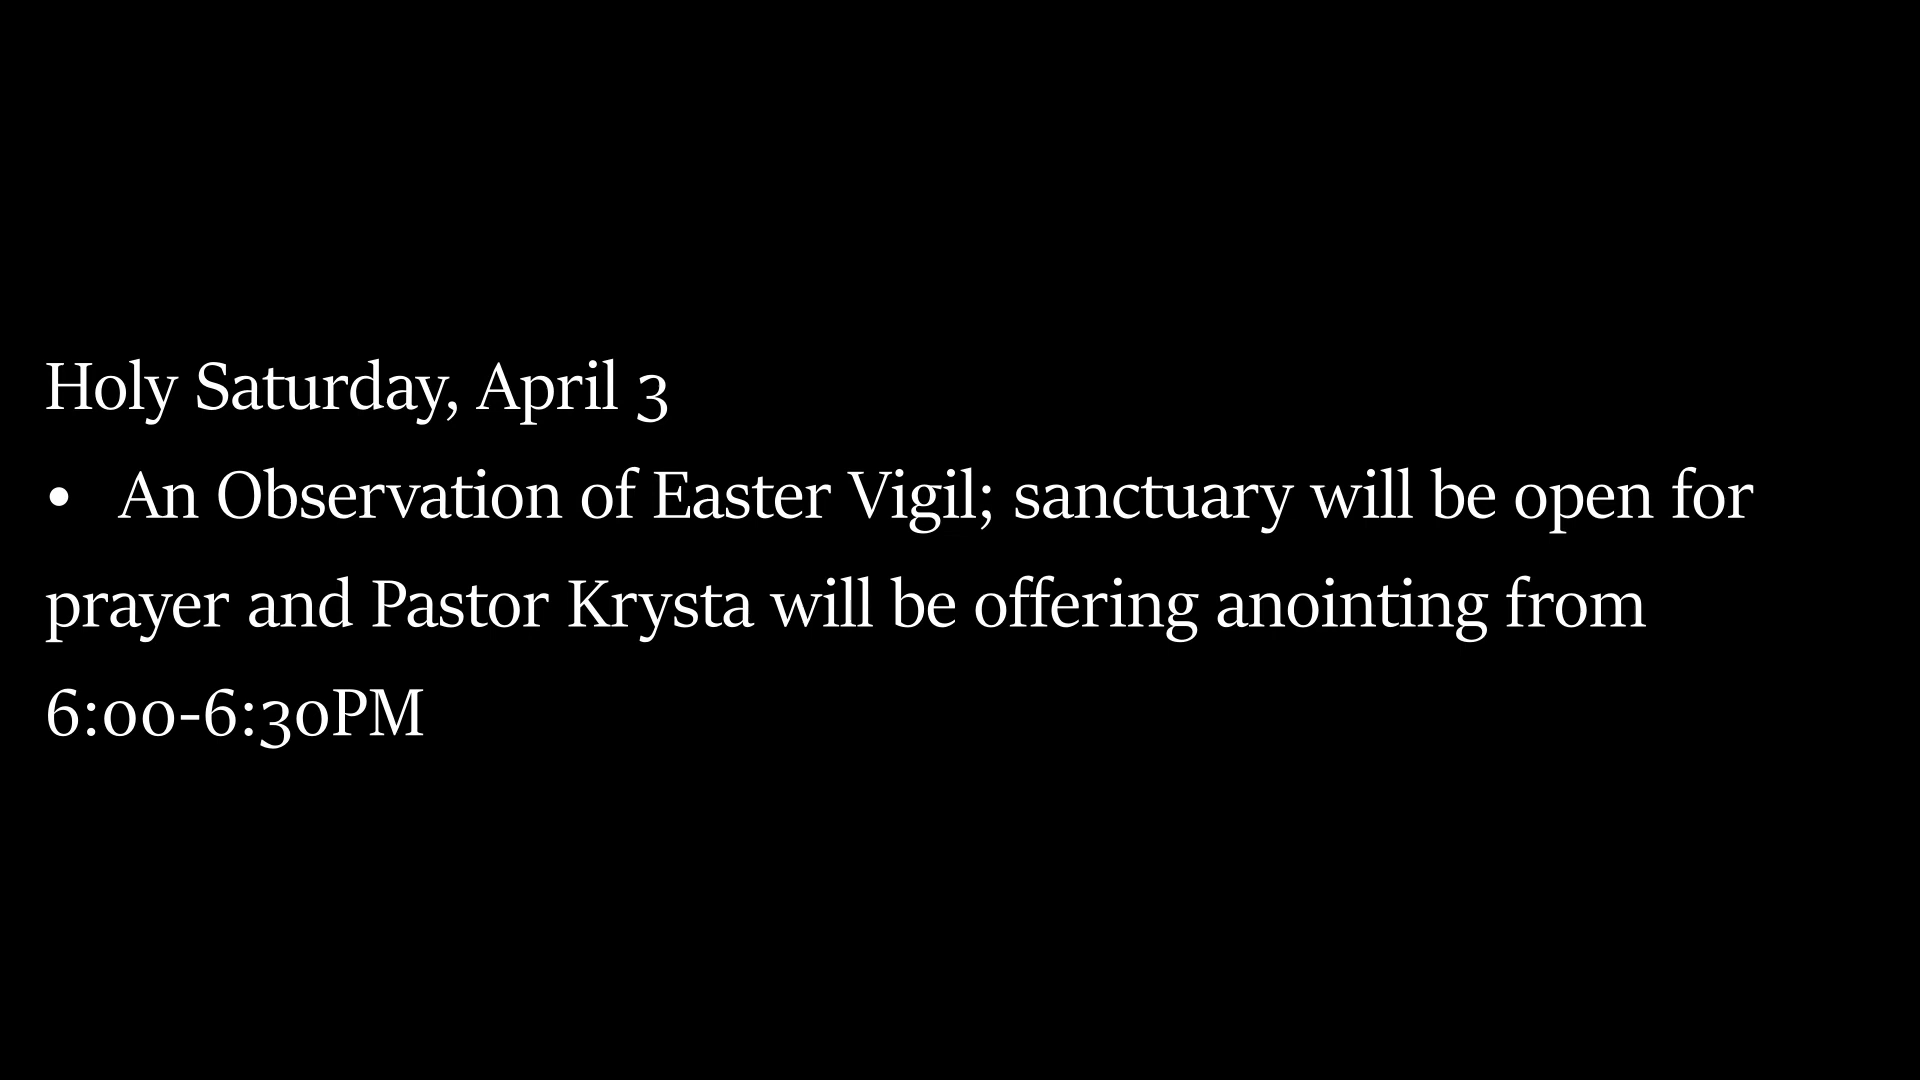 Holy Saturday, April 3
• An Observation of Easter Vigil; sanctuary will be open for
prayer and Pastor Krysta will be offering anointing from
6:00-6:30PM